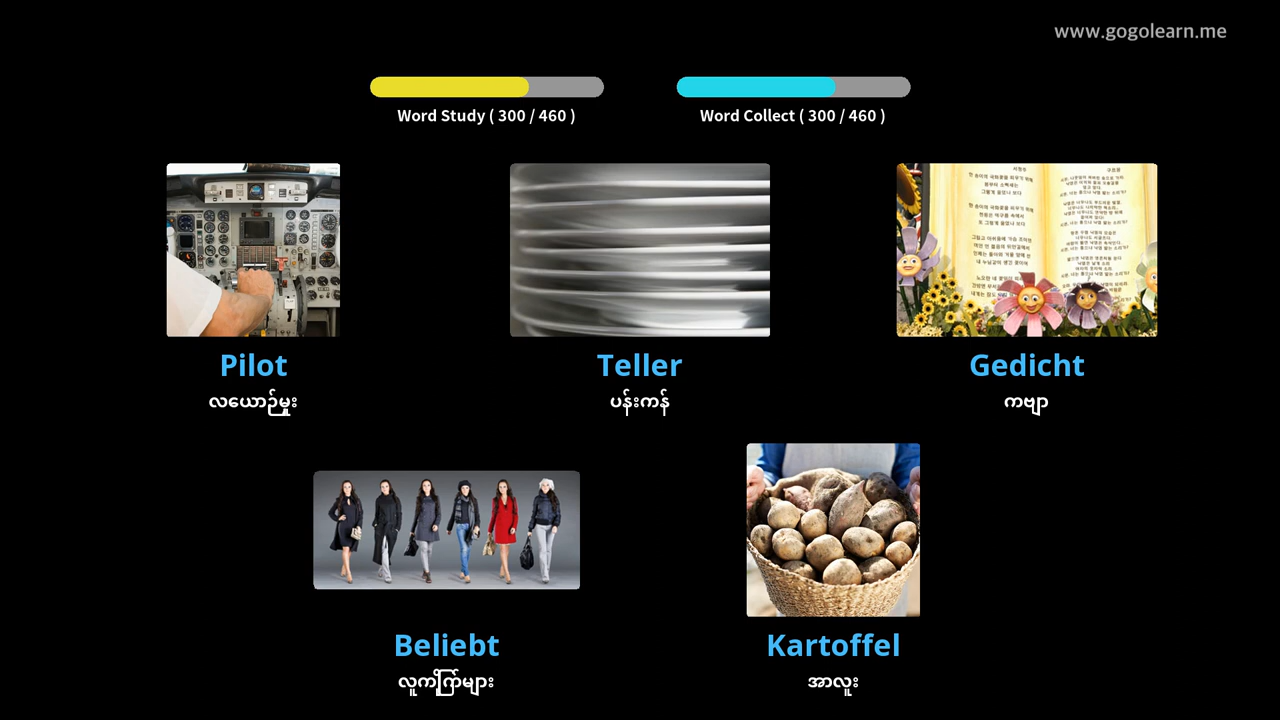 www.gogolearn.me
Word Study ( 300 / 460 )
Word Collect ( 300 / 460 )
Pilot
လယောဉ်မှူး
Teller
ပန်းကန်
Gedicht
ကဗျာ
Beliebt
လူကြိုက်များ
Kartoffel
အာလူး